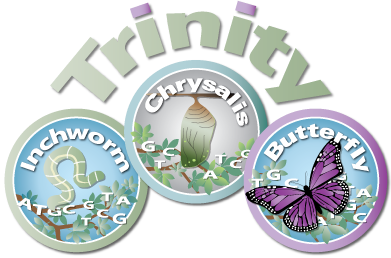 Trinity
Chrysalis
G C
T
T C
G
A
Inchworm
A T G C G T A
T C G
C
Butterfly
T G
C
T C
G